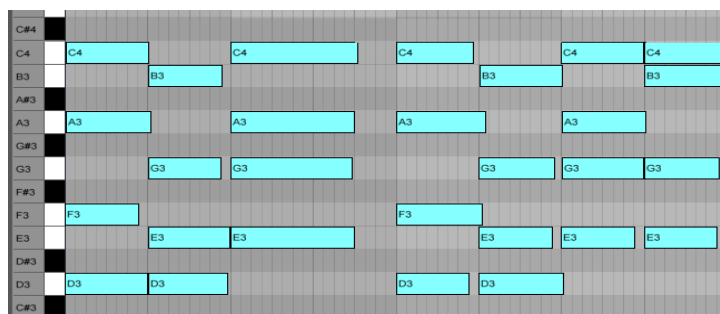 C#4
C4 C4 C4 C4 C4 C4
B3 B3 B3 B3
A#3
A3 A3 A3 A3 A3
G#3
G3 G3 G3 G3 G3 G3
F#3
F3 F3 F3
E3 E3 E3 E3 E3 E3
D#3
D3 D3 D3 D3 D3
C#3